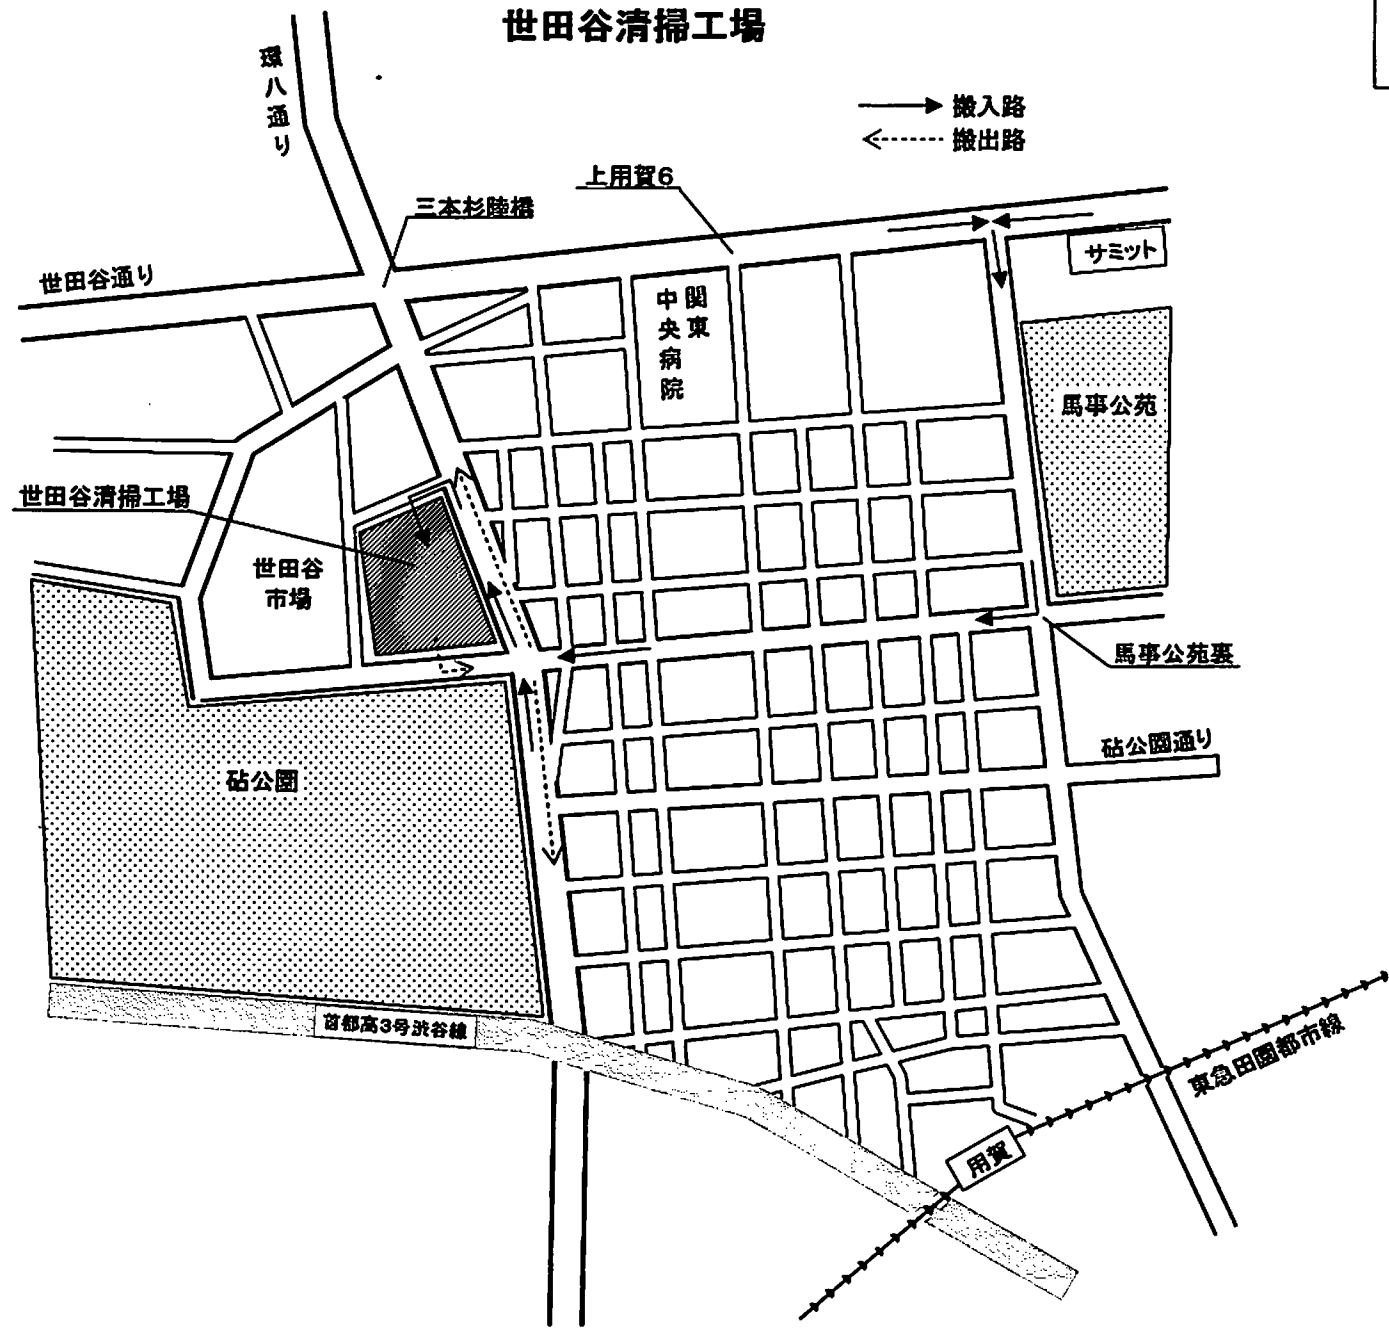 世田谷清掃工場
環八通り
搬入路
搬出路
上用賀6
三本杉陸橋
世田谷通り
サミット
関東
中央病院
馬事公苑
世田谷清掃工場
世田谷
市場
馬事公苑裏
砧公園通り
砧公園
首都高3号渋谷線
東急田園都市線
用賀